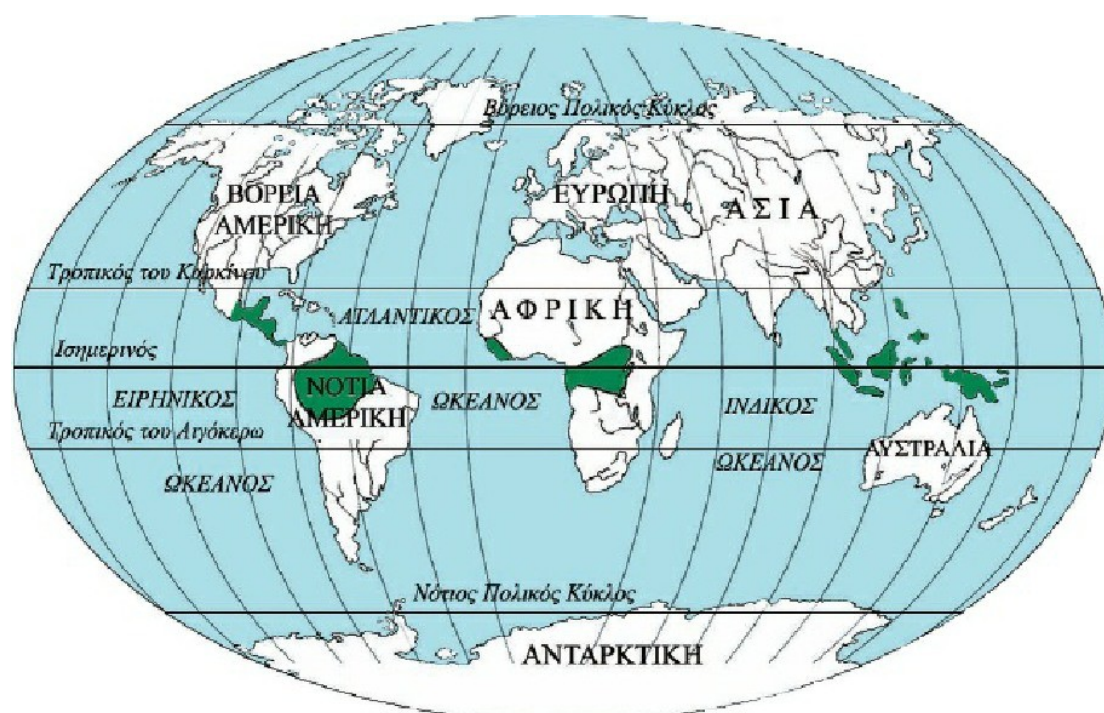 Βόρειος Πολικός Κύκλος
ΒΟΡΕΙΑ
ΑΜΕΡΙΚΗ
ΕΥΡΩΠΗ
ΑΣΙΑ
Τροπικός του Καρκίνου
ΑΤΛΑΝΤΙΚΟΣ
ΑΦΡΙΚΗ
Ισημερινός
ΕΙΡΗΝΙΚΟΣ
ΝΟΤΙΑ
ΑΜΕΡΙΚΗ
ΩΚΕΑΝΟΣ
ΙΝΔΙΚΟΣ
Τροπικός του Αιγόκερω
ΩΚΕΑΝΟΣ
ΩΚΕΑΝΟΣ
ΑΥΣΤΡΑΛΙΑ
Νότιος Πολικός Κύκλος
ΑΝΤΑΡΚΤΙΚΗ